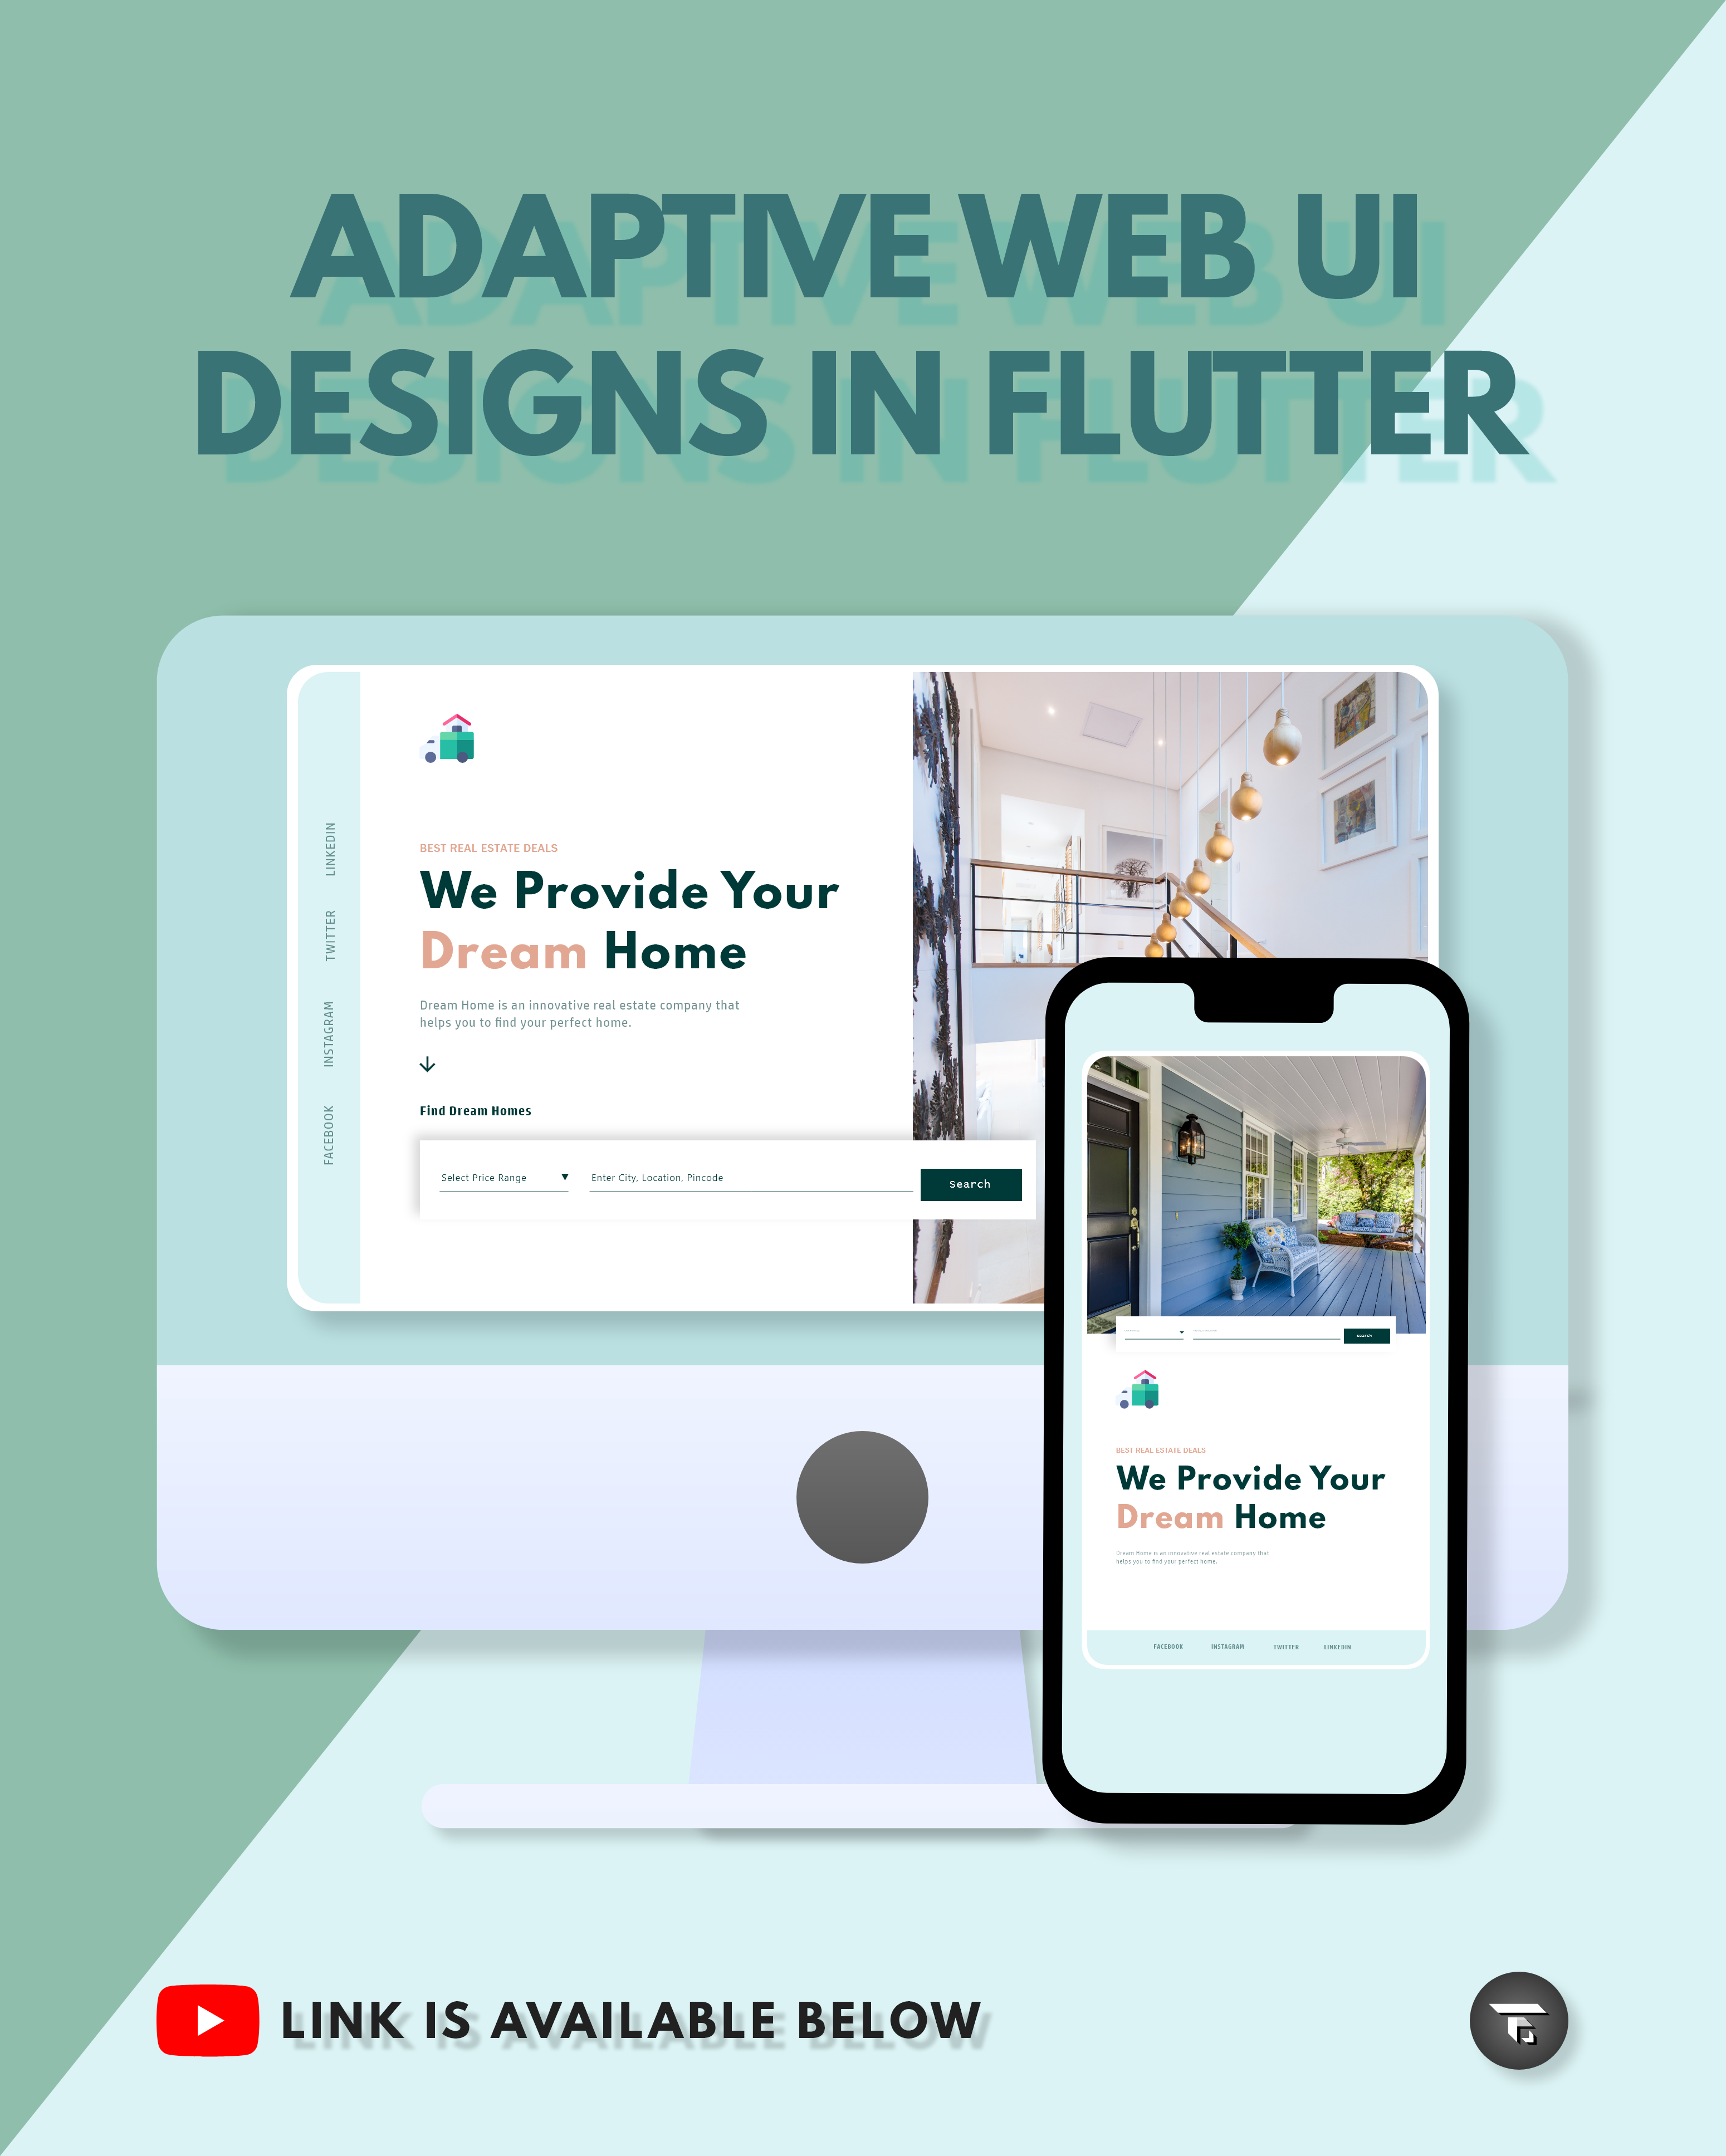 ADAPTIVE WEB UI
DESIGNS IN FLUTTER
LINKEDIN
TWITTER
INSTAGRAM
FACEBOOK
BEST REAL ESTATE DEALS
We Provide Your
Dream Home
Dream Home is an innovative real estate company that
helps you to find your perfect home.
Find Dream Homes
Select Price Range
Enter City, Location, Pincode
Search
Search
BEST REAL ESTATE DEALS
We Provide Your
Dream Home
Dream Home is an innovative real estate company that
helps you to find your perfect home.
FACEBOOK INSTAGRAM TWITTER LINKEDIN
LINK IS AVAILABLE BELOW